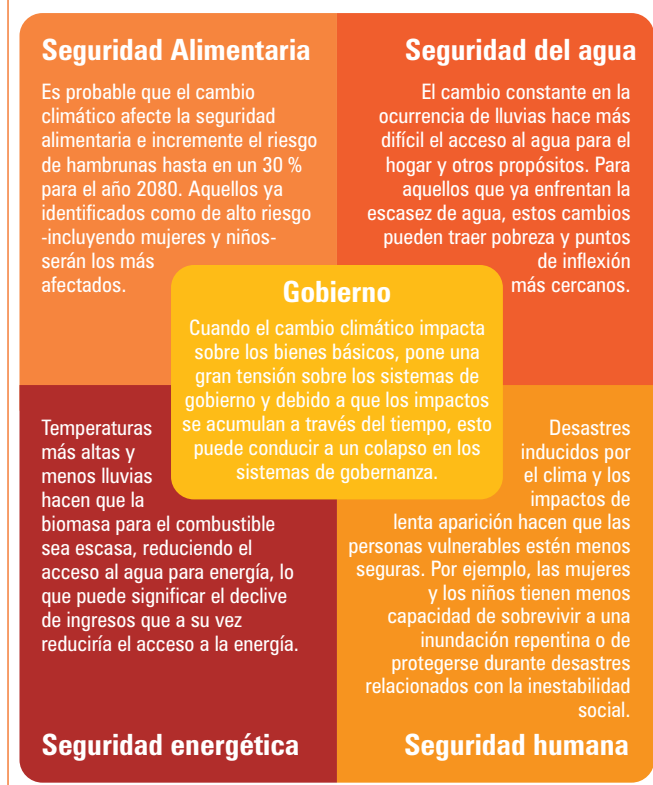 Seguridad Alimentaria
Es probable que el cambio
climático afecte la seguridad
alimentaria e incremente el riesgo
de hambrunas hasta en un 30 %
para el año 2080. Aquellos ya
identificados como de alto riesgo
-incluyendo mujeres y niños-
serán los más
afectados.
Seguridad del agua
El cambio constante en la
ocurrencia de lluvias hace más
difícil el acceso al agua para el
hogar y otros propósitos. Para
aquellos que ya enfrentan la
escasez de agua, estos cambios
pueden traer pobreza y puntos
de inflexión
más cercanos.
Gobierno
Cuando el cambio climático impacta
sobre los bienes básicos, pone una
gran tensión sobre los sistemas de
gobierno y debido a que los impactos
se acumulan a través del tiempo, esto
puede conducir a un colapso en los
sistemas de gobernanza.
Temperaturas
más altas y
menos lluvias
hacen que la
biomasa para el combustible
sea escasa, reduciendo el
acceso al agua para energía, lo
que puede significar el declive
de ingresos que a su vez
reduciría el acceso a la energía.
Seguridad energética
Desastres
inducidos por
el clima y los
impactos de
lenta aparición hacen que las
personas vulnerables estén menos
seguras. Por ejemplo, las mujeres
y los niños tienen menos
capacidad de sobrevivir a una
inundación repentina o de
protegerse durante desastres
relacionados con la inestabilidad
social.
Seguridad humana